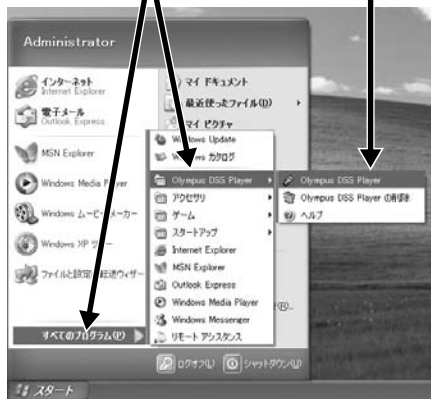 Administrator
インターネット
Internet Explorer
電子メール
Outlook Express
MSN Explorer
Windows Media Player
Windows ムービー メーカー
Windows XP ツアー
ファイルと設定の転送ウィザー
すべてのプログラム(P)
マイ ドキュメント
最近使ったファイル(D)
マイ ピクチャ
Windows Update
Windows カタログ
Olympus DSS Player
アクセサリ
ゲーム
スタートアップ
Internet Explorer
MSN Explorer
Outlook Express
Windows Media Player
Windows Messenger
リモート アシスタンス
Olympus DSS Player
Olympus DSS Player の削除
ヘルプ
ログオフ(L)
シャットダウン(U)
スタート